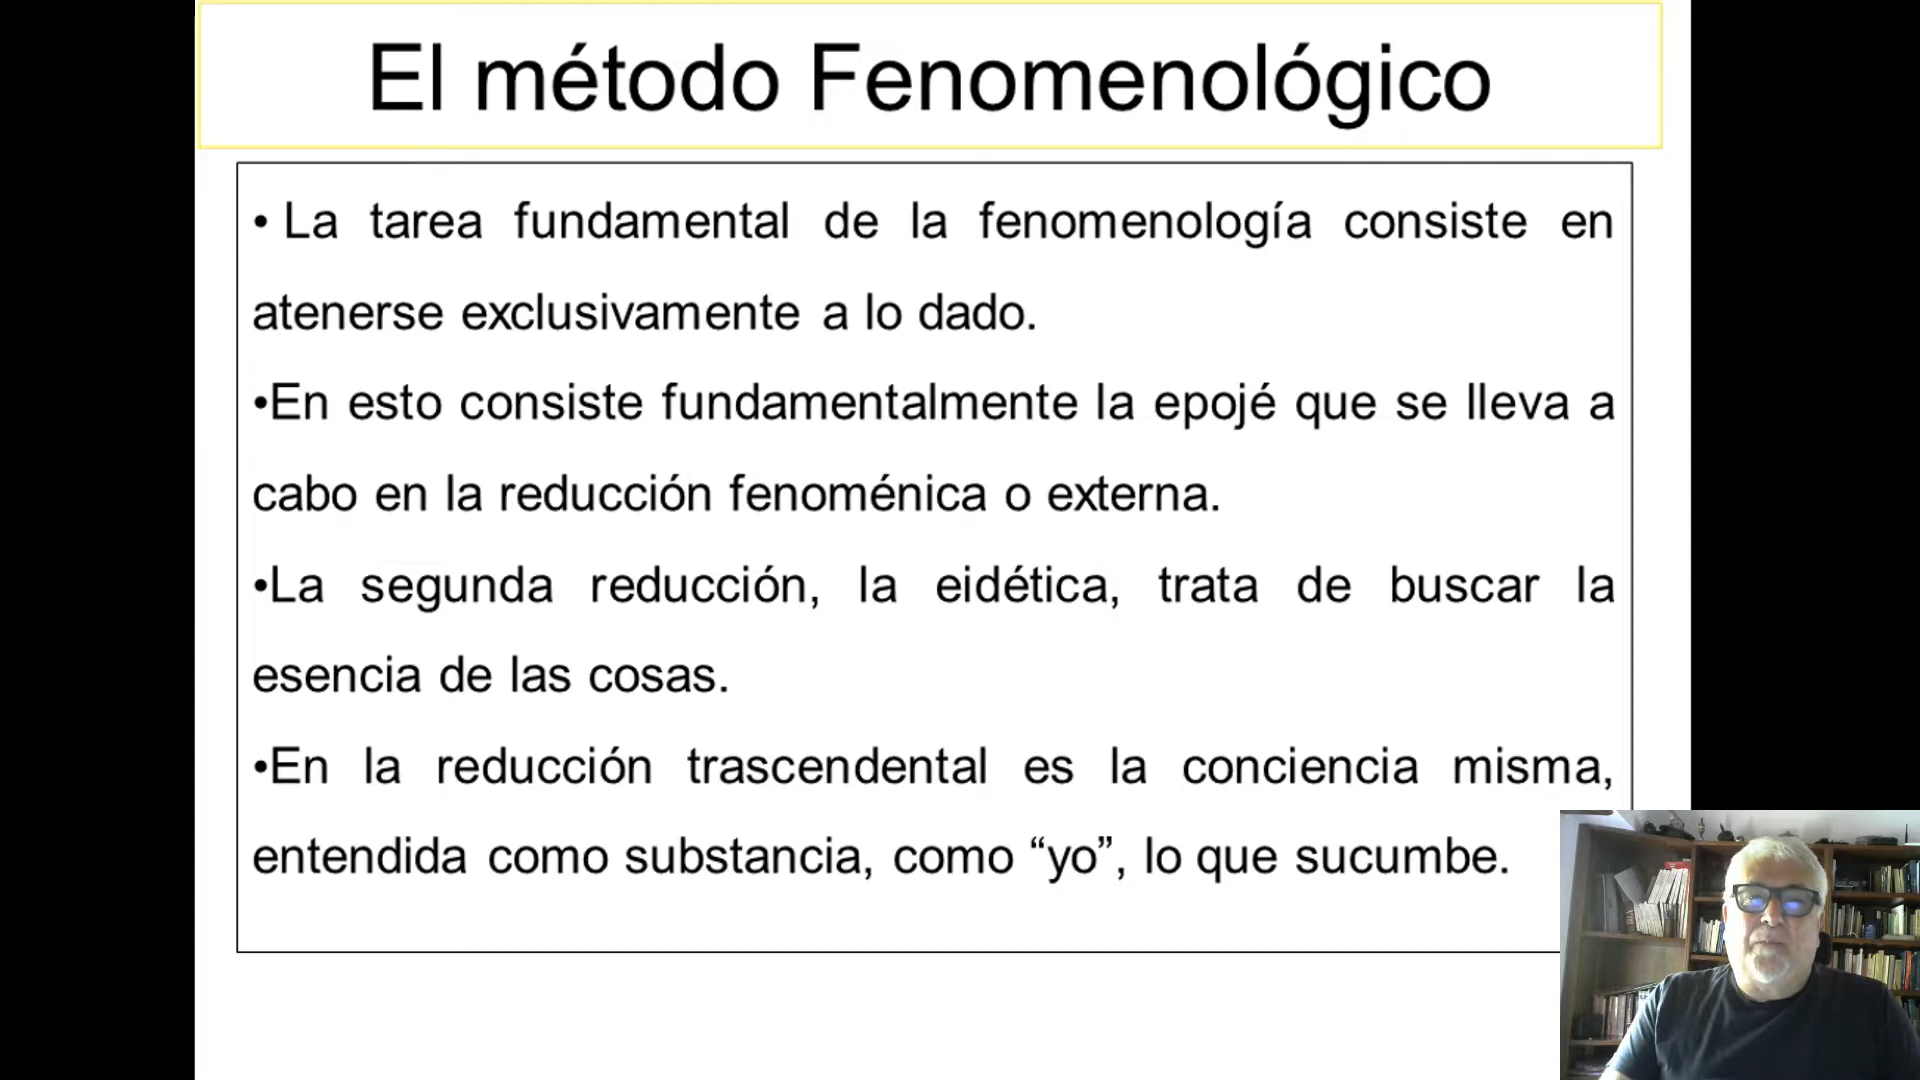 El método Fenomenológico
• La tarea fundamental de la fenomenología consiste en
atenerse exclusivamente a lo dado.
•En esto consiste fundamentalmente la epojé que se lleva a
cabo en la reducción fenoménica o externa.
•La segunda reducción, la eidética, trata de buscar la
esencia de las cosas.
•En la reducción trascendental es la conciencia misma,
entendida como substancia, como “yo”, lo que sucumbe.